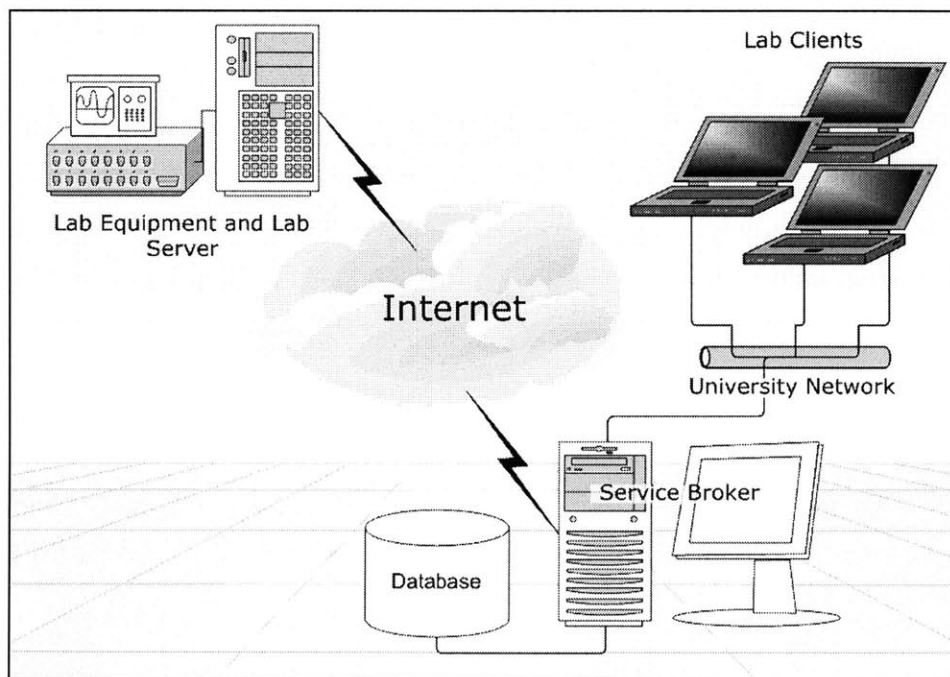 Lab Clients
Lab Equipment and Lab
Server
Internet
University Network
Service Broker
Database